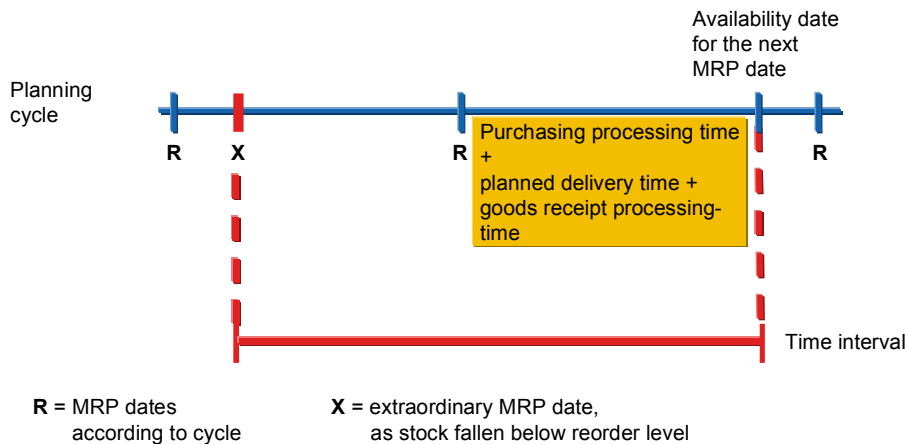 Availability date
for the next
MRP date
Planning
cycle
R
X
R
R
Purchasing processing time
+
planned delivery time +
goods receipt processing-
time
Time interval
R = MRP dates
according to cycle
X = extraordinary MRP date,
as stock fallen below reorder level